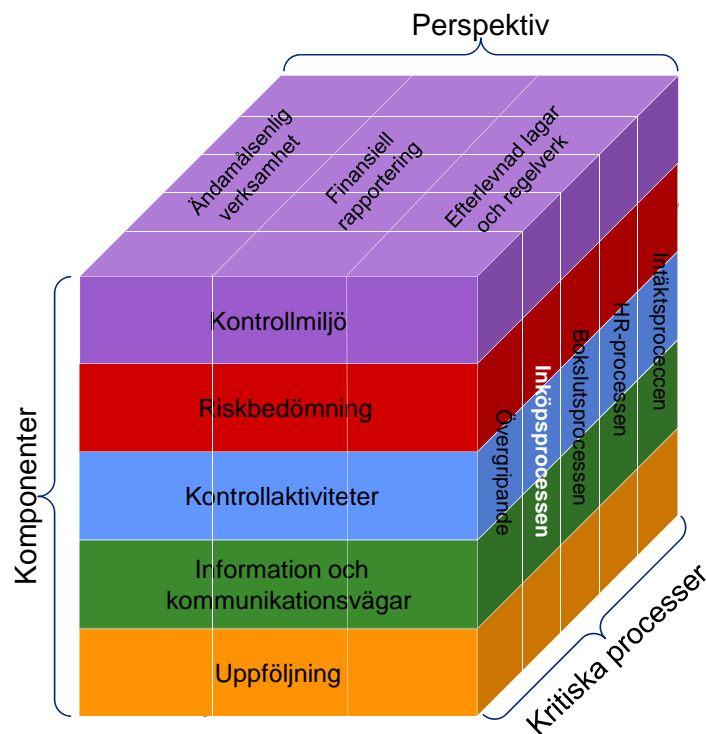 Perspektiv
Ändamålsenlig
verksamhet
Finansiell
rapportering
Efterlevnad lagar
och regelverk
Komponenter
Kontrollmiljö
Riskbedömning
Kontrollaktiviteter
Information och
kommunikationsvägar
Uppföljning
Övergripande
Inköpsprocessen
Bokslutsprocessen
HR-processen
Intäktsproceccen
Kritiska processer